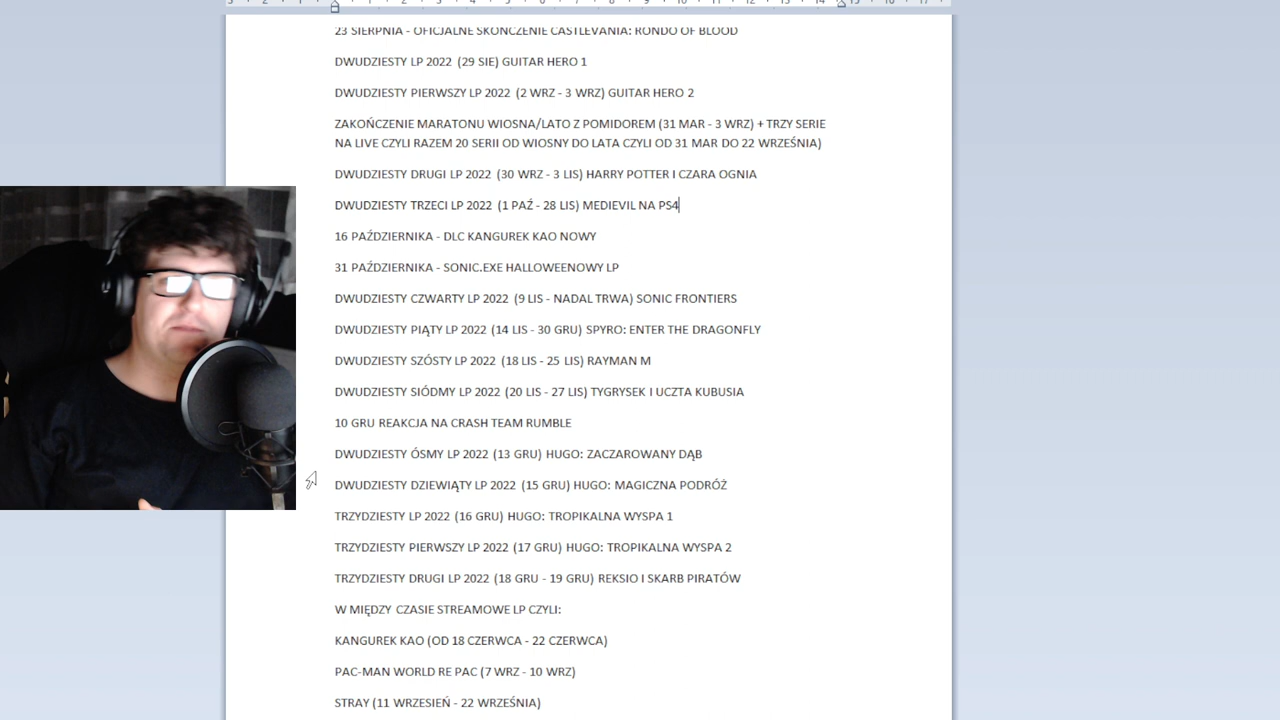 23 SIERPNIA - OFICJALNE SKOŃCZENIE CASTLEVANIA: RONDO OF BLOOD
DWUDZIESTY LP 2022 (29 SIE) GUITAR HERO 1
DWUDZIESTY PIERWSZY LP 2022 (2 WRZ - 3 WRZ) GUITAR HERO 2
ZAKOŃCZENIE MARATONU WIOSNA/LATO Z POMIDOREM (31 MAR - 3 WRZ) + TRZY SERIE
NA LIVE CZYLI RAZEM 20 SERII OD WIOSNY DO LATA CZYLI OD 31 MAR DO 22 WRZEŚNIA)
DWUDZIESTY DRUGI LP 2022 (30 WRZ - 3 LIS) HARRY POTTER I CZARA OGNIA
DWUDZIESTY TRZECI LP 2022 (1 PAŹ - 28 LIS) MEDIEVIL NA PS4
16 PAŹDZIERNIKA - DLC KANGUREK KAO NOWY
31 PAŹDZIERNIKA - SONIC.EXE HALLOWEENOWY LP
DWUDZIESTY CZWARTY LP 2022 (9 LIS - NADAL TRWA) SONIC FRONTIERS
DWUDZIESTY PIĄTY LP 2022 (14 LIS - 30 GRU) SPYRO: ENTER THE DRAGONFLY
DWUDZIESTY SZÓSTY LP 2022 (18 LIS - 25 LIS) RAYMAN M
DWUDZIESTY SIÓDMY LP 2022 (20 LIS - 27 LIS) TYGRYSEK I UCZTA KUBUSIA
10 GRU REAKCJA NA CRASH TEAM RUMBLE
DWUDZIESTY ÓSMY LP 2022 (13 GRU) HUGO: ZACZAROWANY DĄB
DWUDZIESTY DZIEWIĄTY LP 2022 (15 GRU) HUGO: MAGICZNA PODRÓŻ
TRZYDZIESTY LP 2022 (16 GRU) HUGO: TROPIKALNA WYSPA 1
TRZYDZIESTY PIERWSZY LP 2022 (17 GRU) HUGO: TROPIKALNA WYSPA 2
TRZYDZIESTY DRUGI LP 2022 (18 GRU - 19 GRU) REKSIO I SKARB PIRATÓW
W MIĘDZY CZASIE STREAMOWE LP CZYLI:
KANGUREK KAO (OD 18 CZERWCA - 22 CZERWCA)
PAC-MAN WORLD RE PAC (7 WRZ - 10 WRZ)
STRAY (11 WRZESIEŃ - 22 WRZEŚNIA)